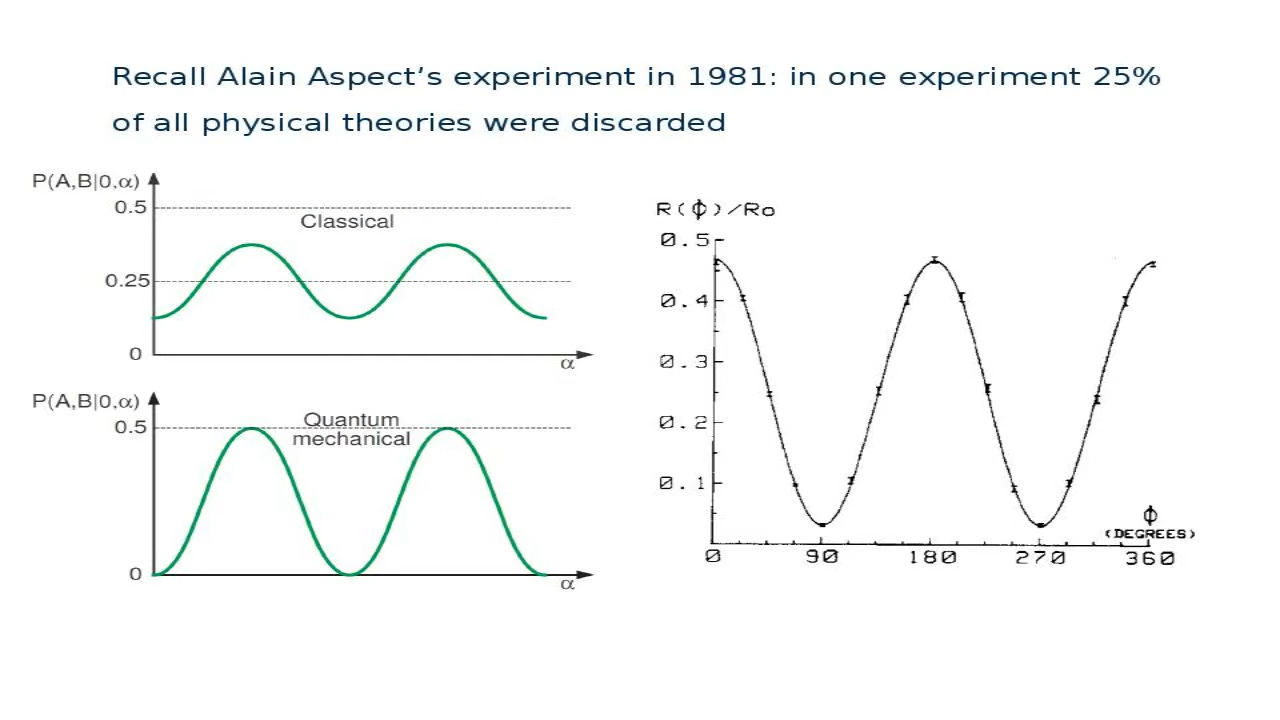 Recall Alain Aspect's experiment in 1981: in one experiment 25%
of all physical theories were discarded
P(A,B|0,α)
0.5
Classical
0.25
0
α
P(A,B|0,α)
0.5
Quantum
mechanical
0
α
R(ϕ)/Ro
0.5
0.4
0.3
0.2
0.1
ϕ
(DEGREES)
0 90 180 270 360